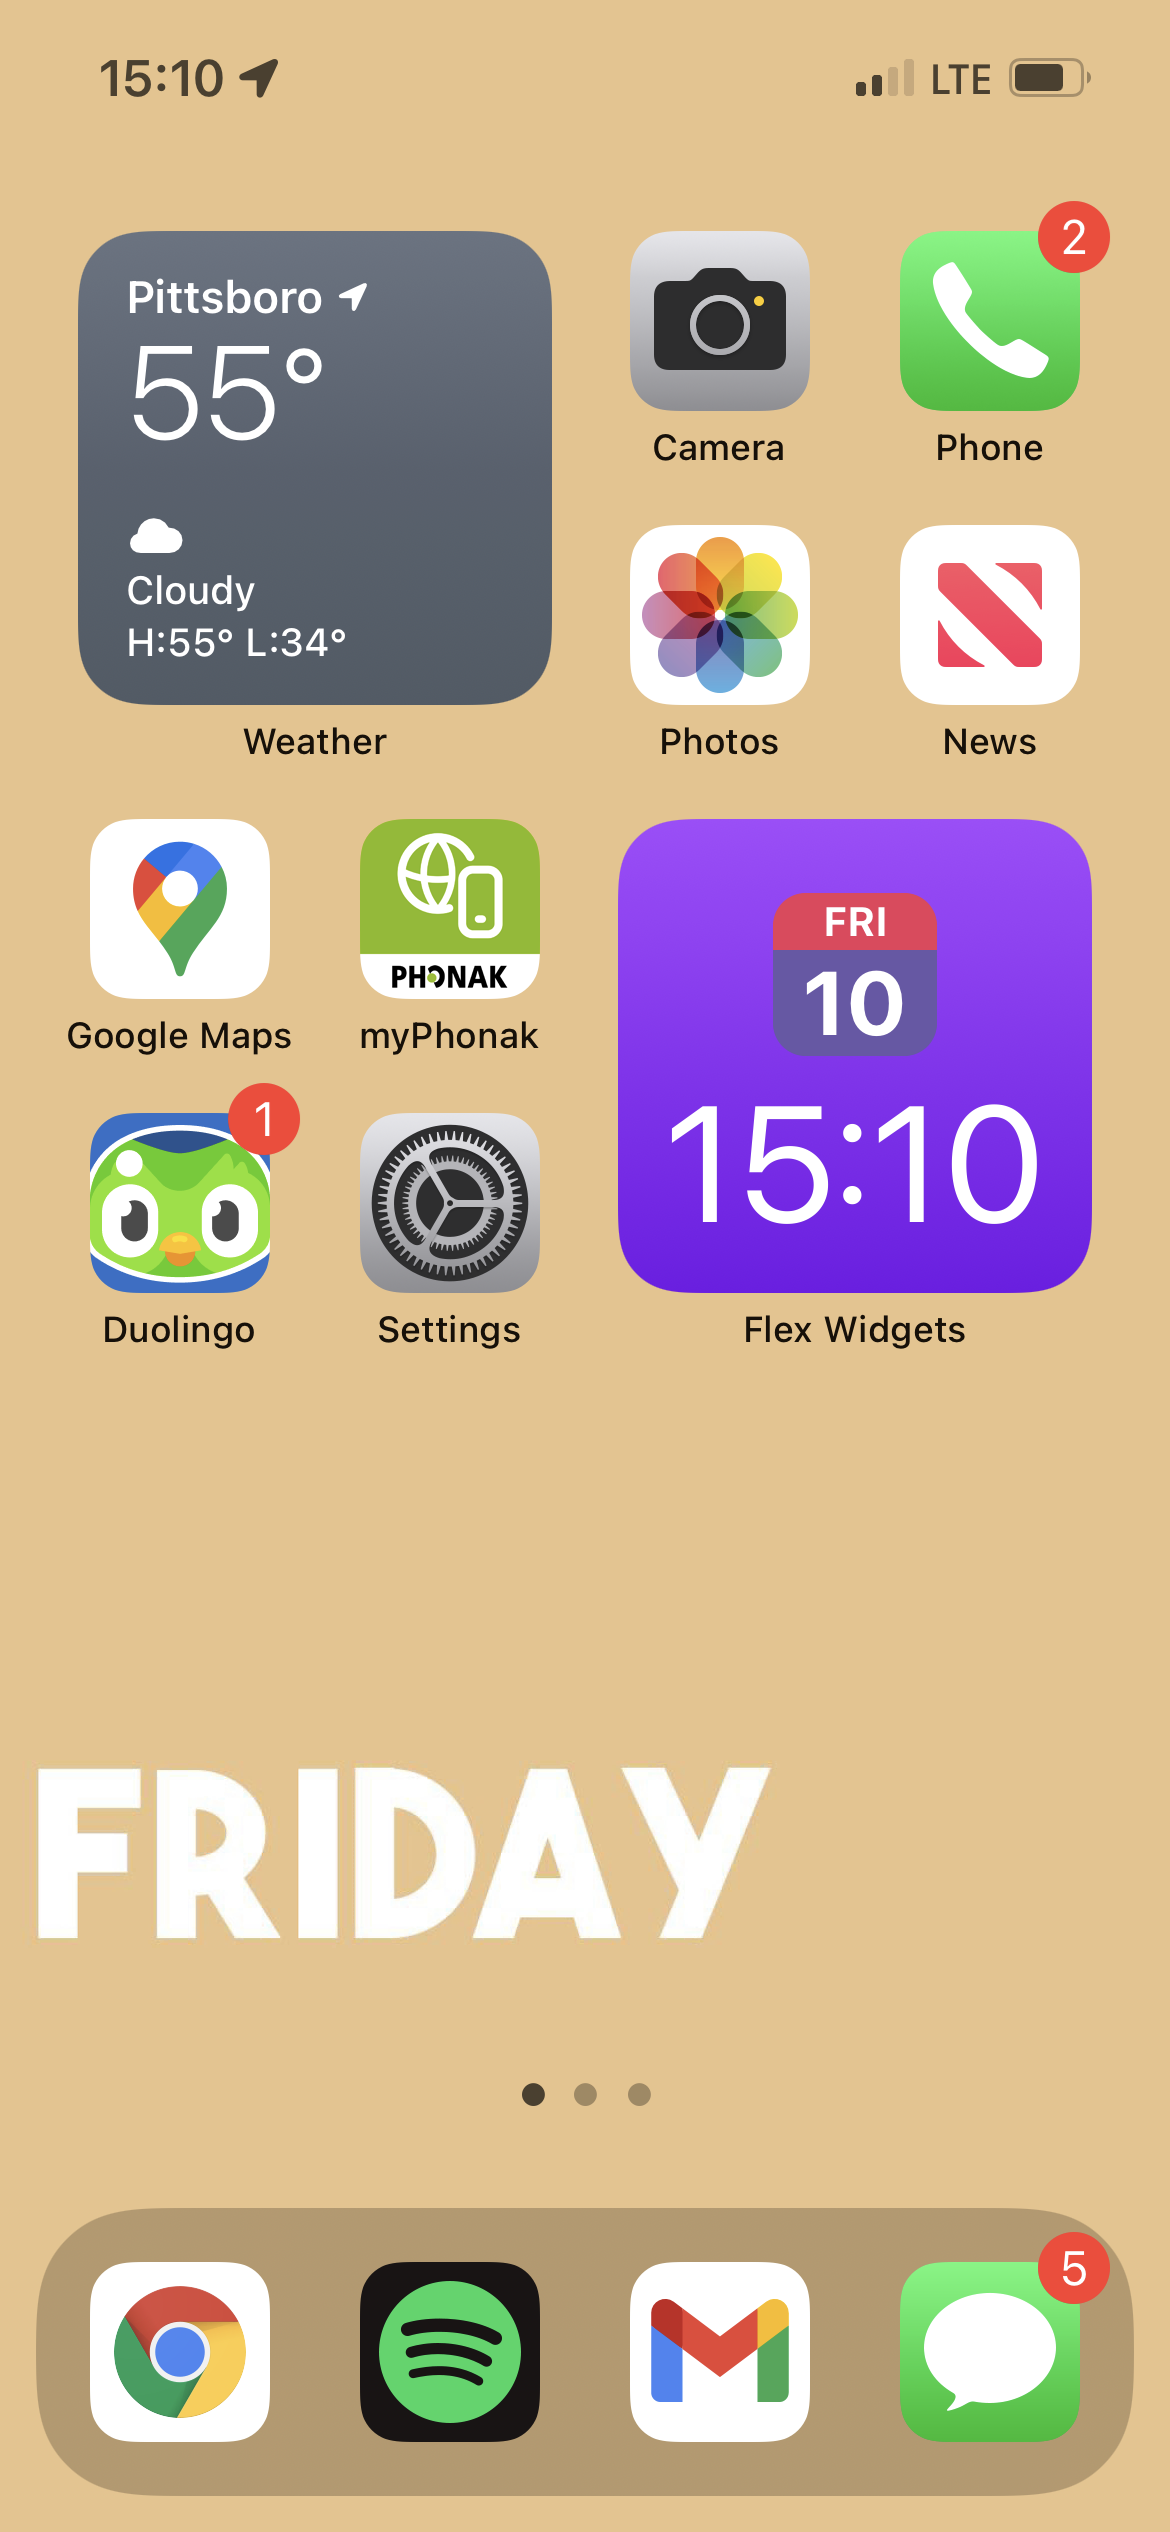 15:10 LTE
Pittsboro
55°
Cloudy
H:55° L:34°
Weather
Camera
2
Phone
Photos
News
Google Maps
PHONAK
myPhonak
1
Duolingo
Settings
FRI
10
15:10
Flex Widgets
FRIDAY
5